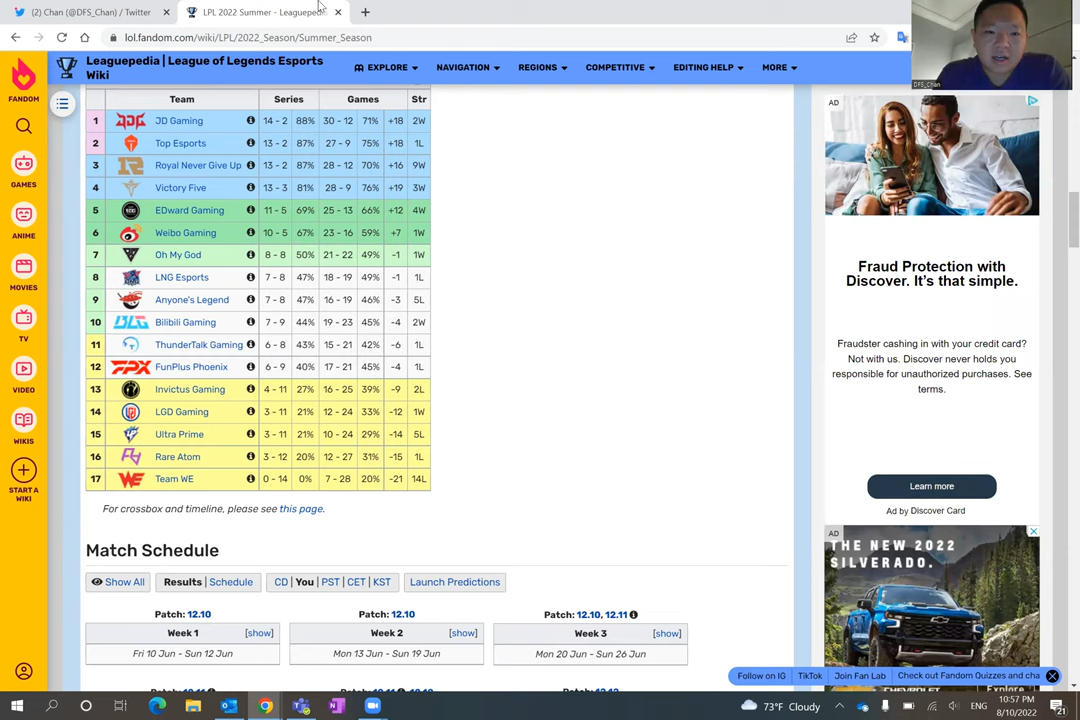 (2) Chan (@DFS_Chan) / Twitter
LPL 2022 Summer - Leaguepedi
lol.fandom.com/wiki/LPL/2022_Season/Summer_Season
DFS_Chan
FANDOM
GAMES
ANIME
MOVIES
TV
VIDEO
WIKIS
START A
WIKI
Leaguepedia | League of Legends Esports
Wiki
EXPLORE
NAVIGATION
REGIONS
COMPETITIVE
EDITING HELP
MORE
Team Series Games Str
1 JDG JD Gaming 14 - 2 88% 30 - 12 71% +18 2W
2 Top Esports 13 - 2 87% 27 - 9 75% +18 1L
3 Royal Never Give Up 13 - 2 87% 28 - 12 70% +16 9W
4 Victory Five 13 - 3 81% 28 - 9 76% +19 3W
5 EDward Gaming 11 - 5 69% 25 - 13 66% +12 4W
6 Weibo Gaming 10 - 5 67% 23 - 16 59% +7 1W
7 Oh My God 8 - 8 50% 21 - 22 49% -1 1W
8 LNG Esports 7 - 8 47% 18 - 19 49% -1 1L
9 Anyone's Legend 7 - 8 47% 16 - 19 46% -3 5L
10 BLG Bilibili Gaming 7 - 9 44% 19 - 23 45% -4 2W
11 ThunderTalk Gaming 6 - 8 43% 15 - 21 42% -6 1L
12 FPX FunPlus Phoenix 6 - 9 40% 17 - 21 45% -4 1L
13 Invictus Gaming 4 - 11 27% 16 - 25 39% -9 2L
14 LGD Gaming 3 - 11 21% 12 - 24 33% -12 1W
15 Ultra Prime 3 - 11 21% 10 - 24 29% -14 5L
16 Rare Atom 3 - 12 20% 12 - 27 31% -15 1L
17 WE Team WE 0 - 14 0% 7 - 28 20% -21 14L
For crossbox and timeline, please see this page.
Match Schedule
Show All
Results | Schedule
CD | You | PST | CET | KST
Launch Predictions
Patch: 12.10
Week 1 [show]
Fri 10 Jun - Sun 12 Jun
Patch: 12.10
Week 2 [show]
Mon 13 Jun - Sun 19 Jun
Patch: 12.10, 12.11
Week 3 [show]
Mon 20 Jun - Sun 26 Jun
AD
Fraud Protection with
Discover. It's that simple.
Fraudster cashing in with your credit card?
Not with us. Discover never holds you
responsible for unauthorized purchases. See
terms.
Learn more
Ad by Discover Card
AD
THE NEW 2022
SILVERADO.
Follow on IG
TikTok
Join Fan Lab
Check out Fandom Quizzes and cha
73°F Cloudy
ENG
10:57 PM
8/10/2022
21